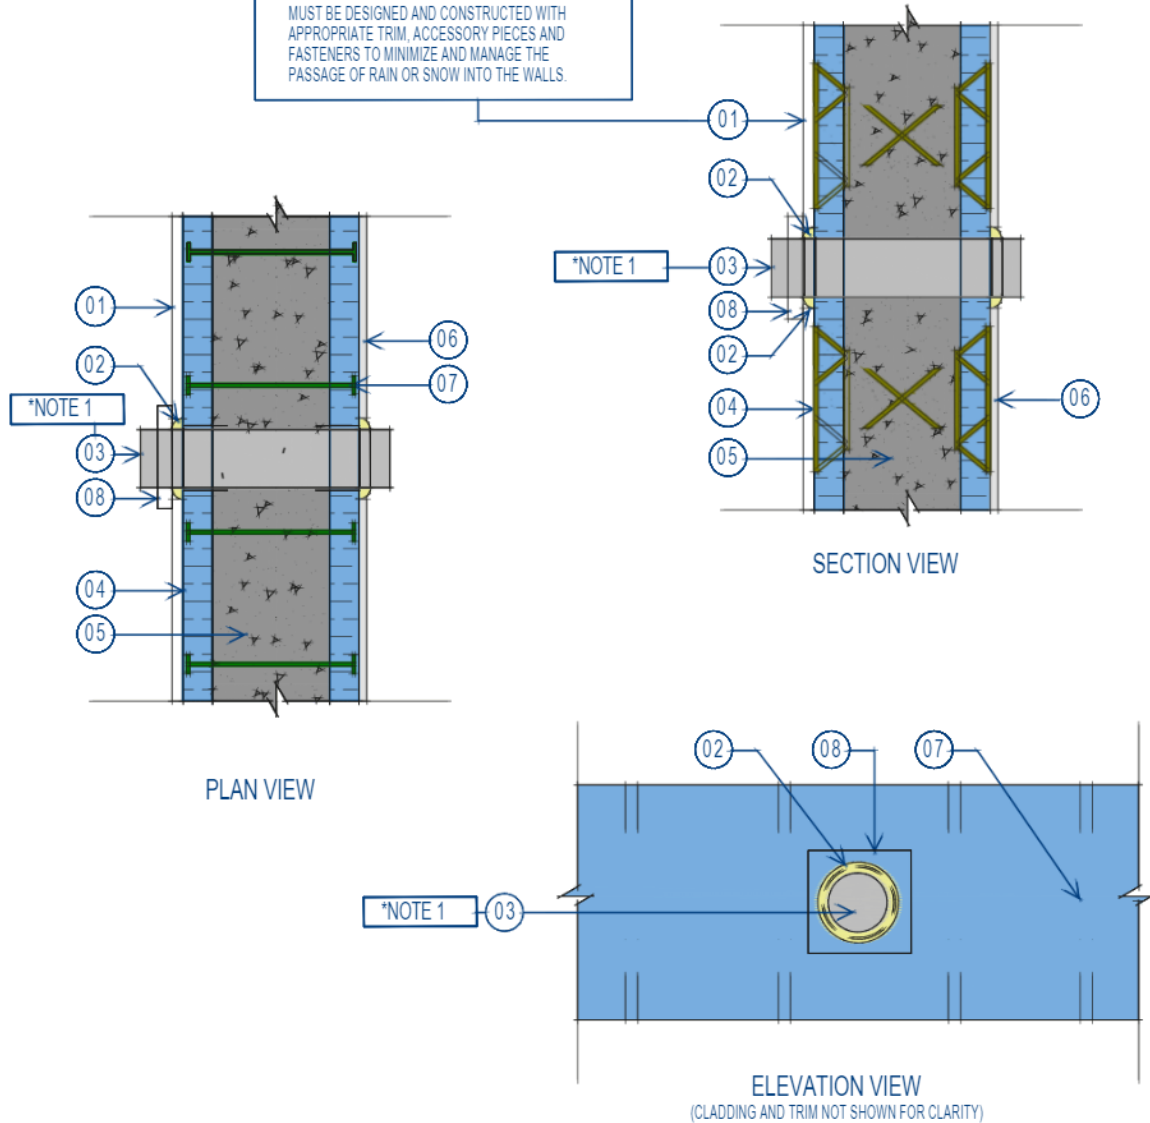 MUST BE DESIGNED AND CONSTRUCTED WITH
APPROPRIATE TRIM, ACCESSORY PIECES AND
FASTENERS TO MINIMIZE AND MANAGE THE
PASSAGE OF RAIN OR SNOW INTO THE WALLS.
01
02
*NOTE 1
03
08
02
04
05
06
SECTION VIEW
01
02
*NOTE 1
03
08
04
05
06
07
PLAN VIEW
02
08
07
*NOTE 1
03
ELEVATION VIEW
(CLADDING AND TRIM NOT SHOWN FOR CLARITY)